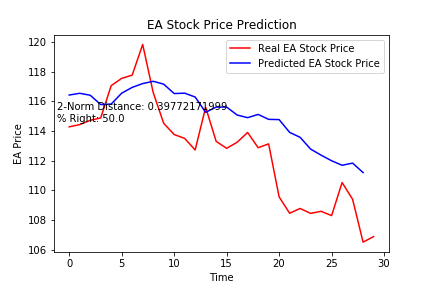 EA Stock Price Prediction
120
118
116
114
112
110
108
106
EA Price
Real EA Stock Price
Predicted EA Stock Price
2-Norm Distance: 0.39772171999
% Right: 50.0
0
5
10
15
20
25
30
Time